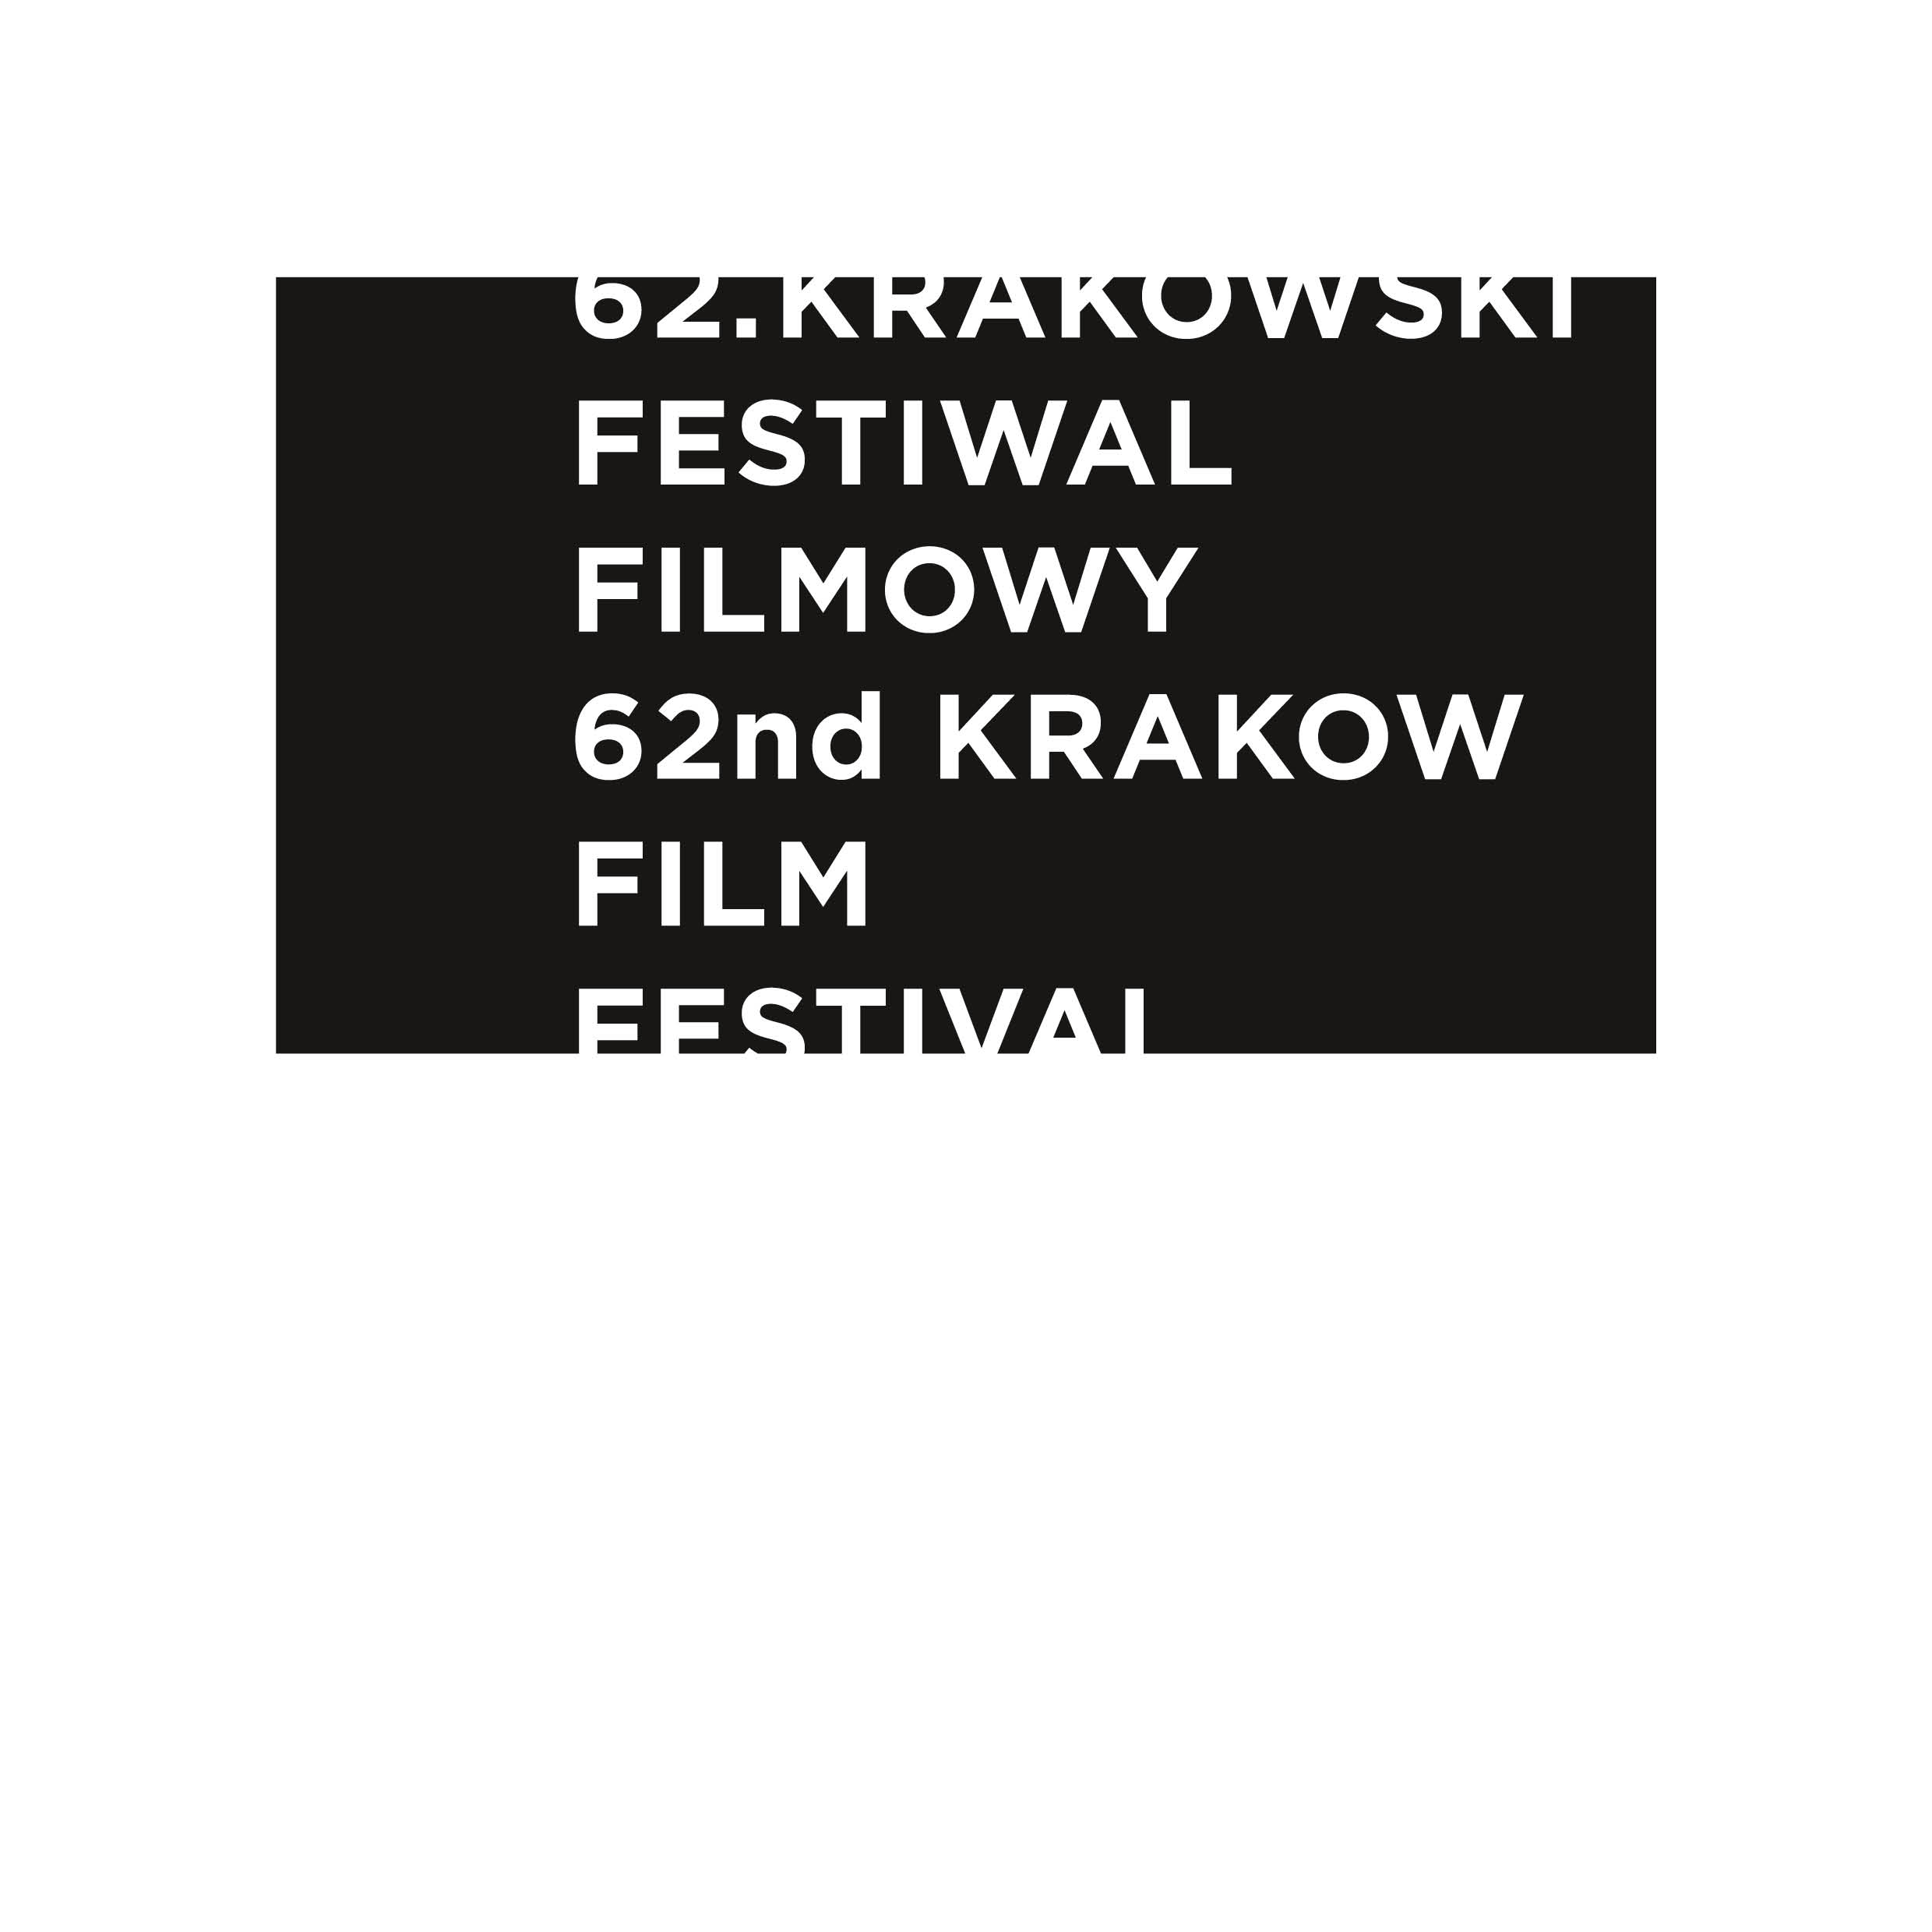 62.KRAKOWSKI
FESTIWAL
FILMOWY
62nd KRAKOW
FILM
FESTIVAL